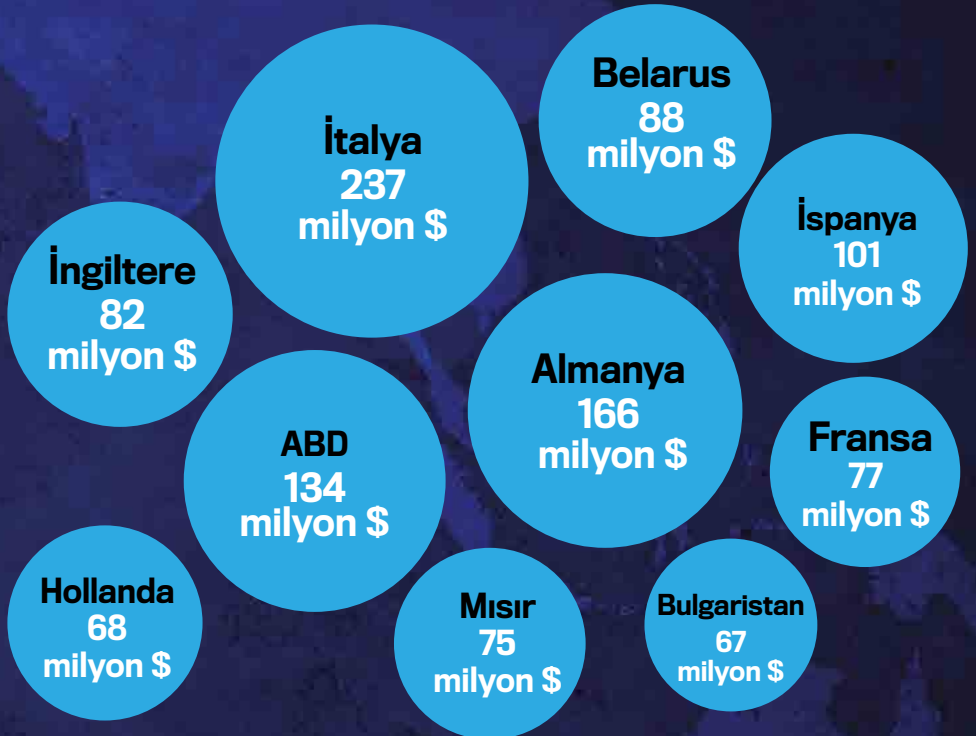 Belarus
88
milyon $
İtalya
237
milyon $
İspanya
101
milyon $
İngiltere
82
milyon $
Almanya
166
milyon $
ABD
134
milyon $
Fransa
77
milyon $
Hollanda
68
milyon $
Mısır
75
milyon $
Bulgaristan
67
milyon $